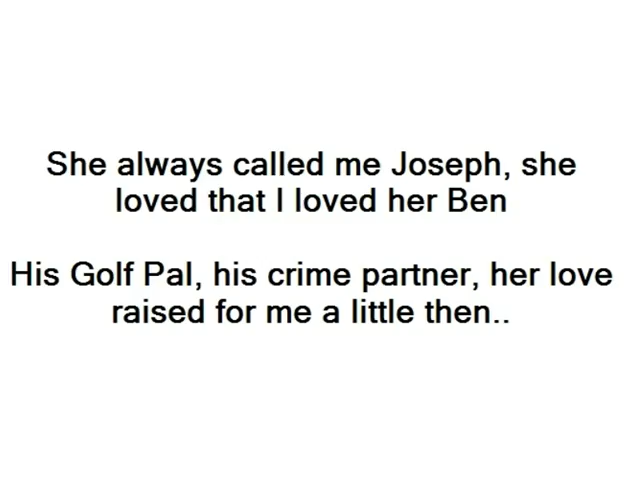 She always called me Joseph, she
loved that I loved her Ben
His Golf Pal, his crime partner, her love
raised for me a little then..